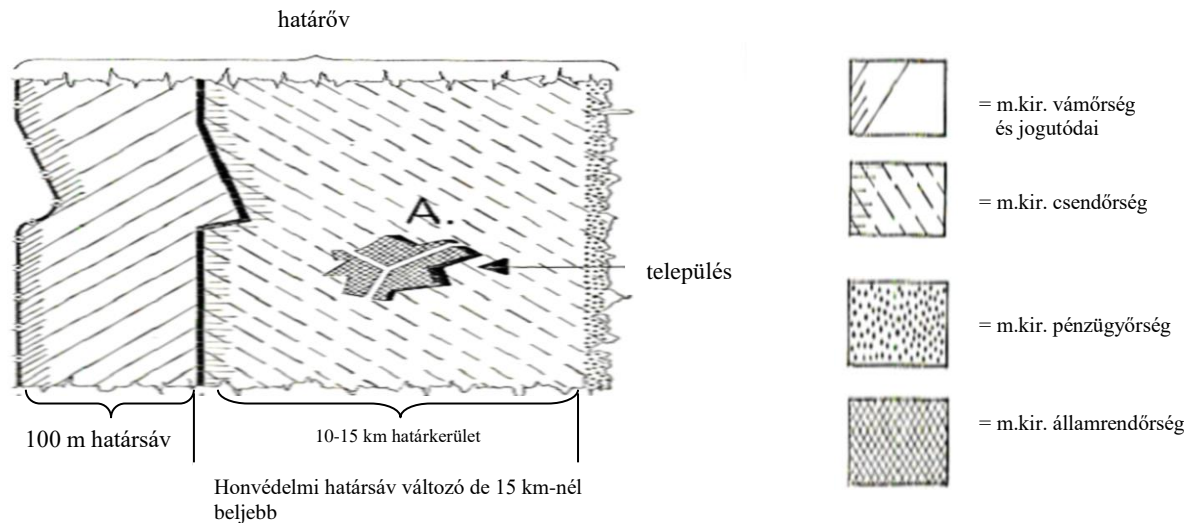 határőv
A.
település
100 m határsáv
10-15 km határkerület
Honvédelmi határsáv változó de 15 km-nél
beljebb
= m.kir. vámőrség
és jogutódai
= m.kir. csendőrség
= m.kir. pénzügyőrség
= m.kir. államrendőrség